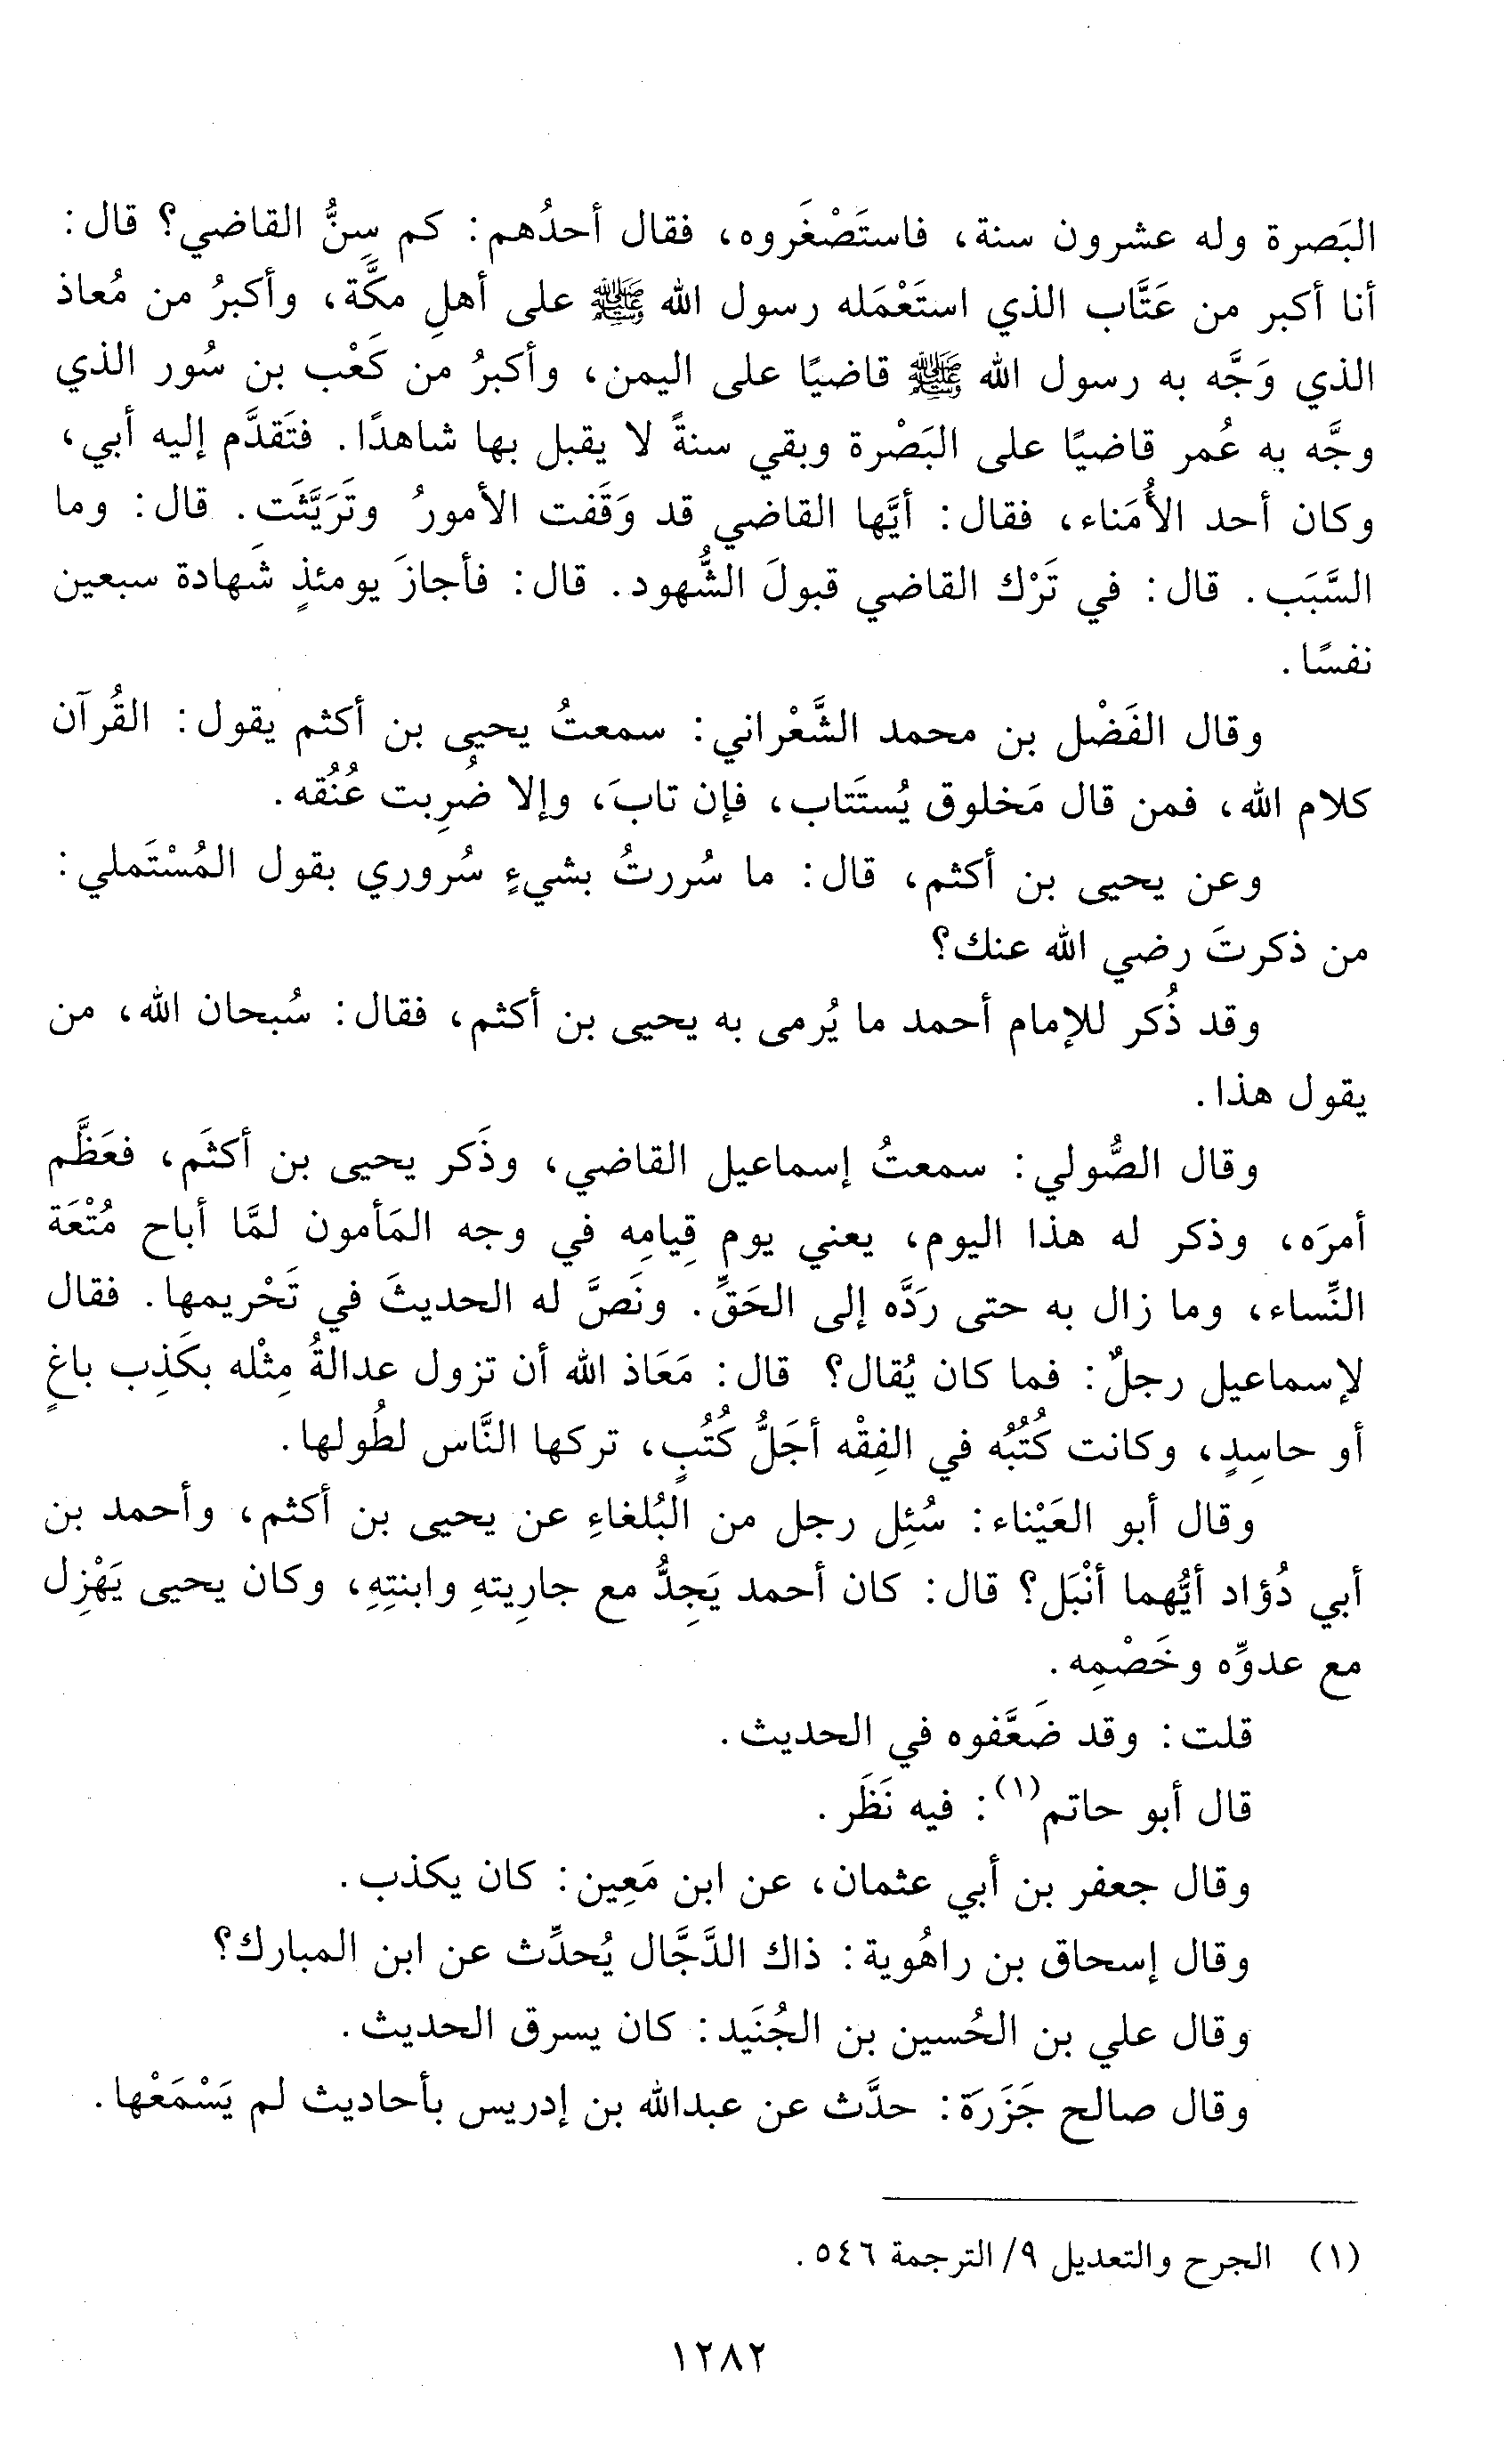 البَصرة وله عشرون سنة، فاستَصْغَروه، فقال أحدُهم: كم سِنُّ القاضي؟ قال:
أنا أكبر من عَتَّاب الذي استَعْمَله رسول الله ﷺ على أهلِ مكَّة، وأكبرُ من مُعاذ
الذي وَجَّه به رسول الله ﷺ قاضيًا على اليمن، وأكبرُ من كَعْب بن سُور الذي
وجَّه به عُمر قاضيًا على البَصْرة وبقي سنةً لا يقبل بها شاهدًا. فتَقدَّم إليه أبي،
وكان أحد الأُمَناء، فقال: أيَّها القاضي قد وَقَفت الأمورُ وتَرَيَّثَت. قال: وما
السَّبَب. قال: في تَرْك القاضي قبولَ الشُّهود. قال: فأجازَ يومئذٍ شَهادة سبعين
نفسًا.
وقال الفَضْل بن محمد الشَّعْراني: سمعتُ يحيى بن أكثم يقول: القُرآن
كلام الله، فمن قال مَخلوق يُستَتاب، فإن تابَ، وإلا ضُرِبت عُنُقه.
وعن يحيى بن أكثم، قال: ما سُررتُ بشيءٍ سُروري بقول المُسْتَملي:
من ذكرتَ رضي الله عنك؟
وقد ذُكر للإمام أحمد ما يُرمى به يحيى بن أكثم، فقال: سُبحان الله، من
يقول هذا.
وقال الصُّولي: سمعتُ إسماعيل القاضي، وذَكر يحيى بن أكثَم، فعَظَّم
أمرَه، وذكر له هذا اليوم، يعني يوم قِيامِه في وجه المَأمون لمَّا أباح مُتْعَة
النِّساء، وما زال به حتى رَدَّه إلى الحَقِّ. ونَصَّ له الحديثَ في تَحْريمها. فقال
لإسماعيل رجلٌ: فما كان يُقال؟ قال: مَعَاذ الله أن تزول عدالةُ مِثْله بكَذِب باغٍ
أو حاسِدٍ، وكانت كُتُبُه في الفِقْه أجَلُّ كُتُبٍ، تركها النَّاس لطُولها.
وقال أبو العَيْناء: سُئِل رجل من البُلغاءِ عن يحيى بن أكثم، وأحمد بن
أبي دُؤاد أيُّهما أنْبَل؟ قال: كان أحمد يَجِدُّ مع جارِيتهِ وابنتِهِ، وكان يحيى يَهْزِل
مع عدوِّه وخَصْمِه.
قلت: وقد ضَعَّفوه في الحديث.
قال أبو حاتم(١): فيه نَظَر.
وقال جعفر بن أبي عثمان، عن ابن مَعِين: كان يكذب.
وقال إسحاق بن راهُوية: ذاك الدَّجَّال يُحدِّث عن ابن المبارك؟
وقال علي بن الحُسين بن الجُنَيد: كان يسرق الحديث.
وقال صالح جَزَرَة: حدَّث عن عبدالله بن إدريس بأحاديث لم يَسْمَعْها.
(١) الجرح والتعديل ٩/ الترجمة ٥٤٦.
١٢٨٢